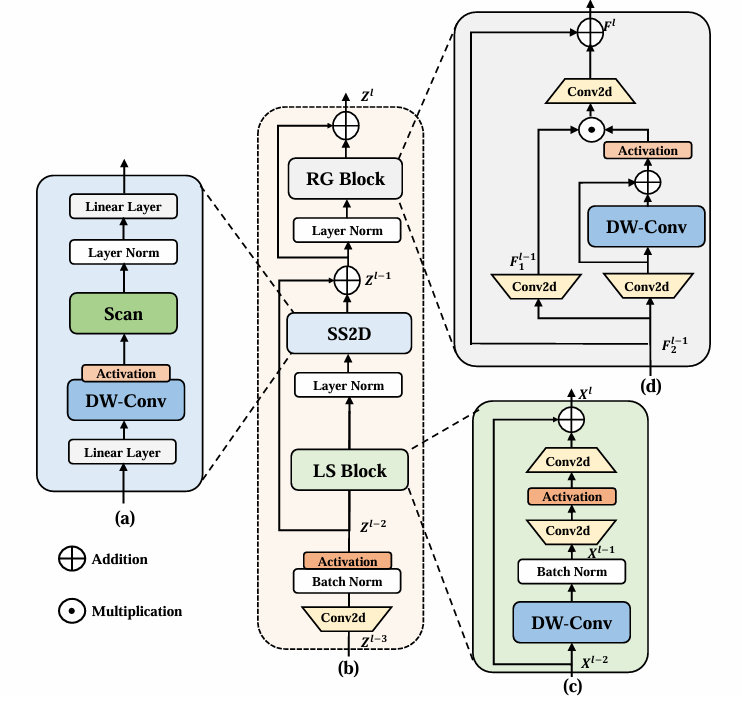 Linear Layer
Layer Norm
Scan
Activation
DW-Conv
Linear Layer
(a)
Addition
Multiplication
Z^l
RG Block
Layer Norm
Z^{l-1}
SS2D
Layer Norm
LS Block
Z^{l-2}
Activation
Batch Norm
Conv2d
Z^{l-3}
(b)
F^l
Conv2d
Activation
DW-Conv
F_1^{l-1}
Conv2d
Conv2d
F_2^{l-1}
(d)
X^l
Conv2d
Activation
Conv2d
X^{l-1}
Batch Norm
DW-Conv
X^{l-2}
(c)